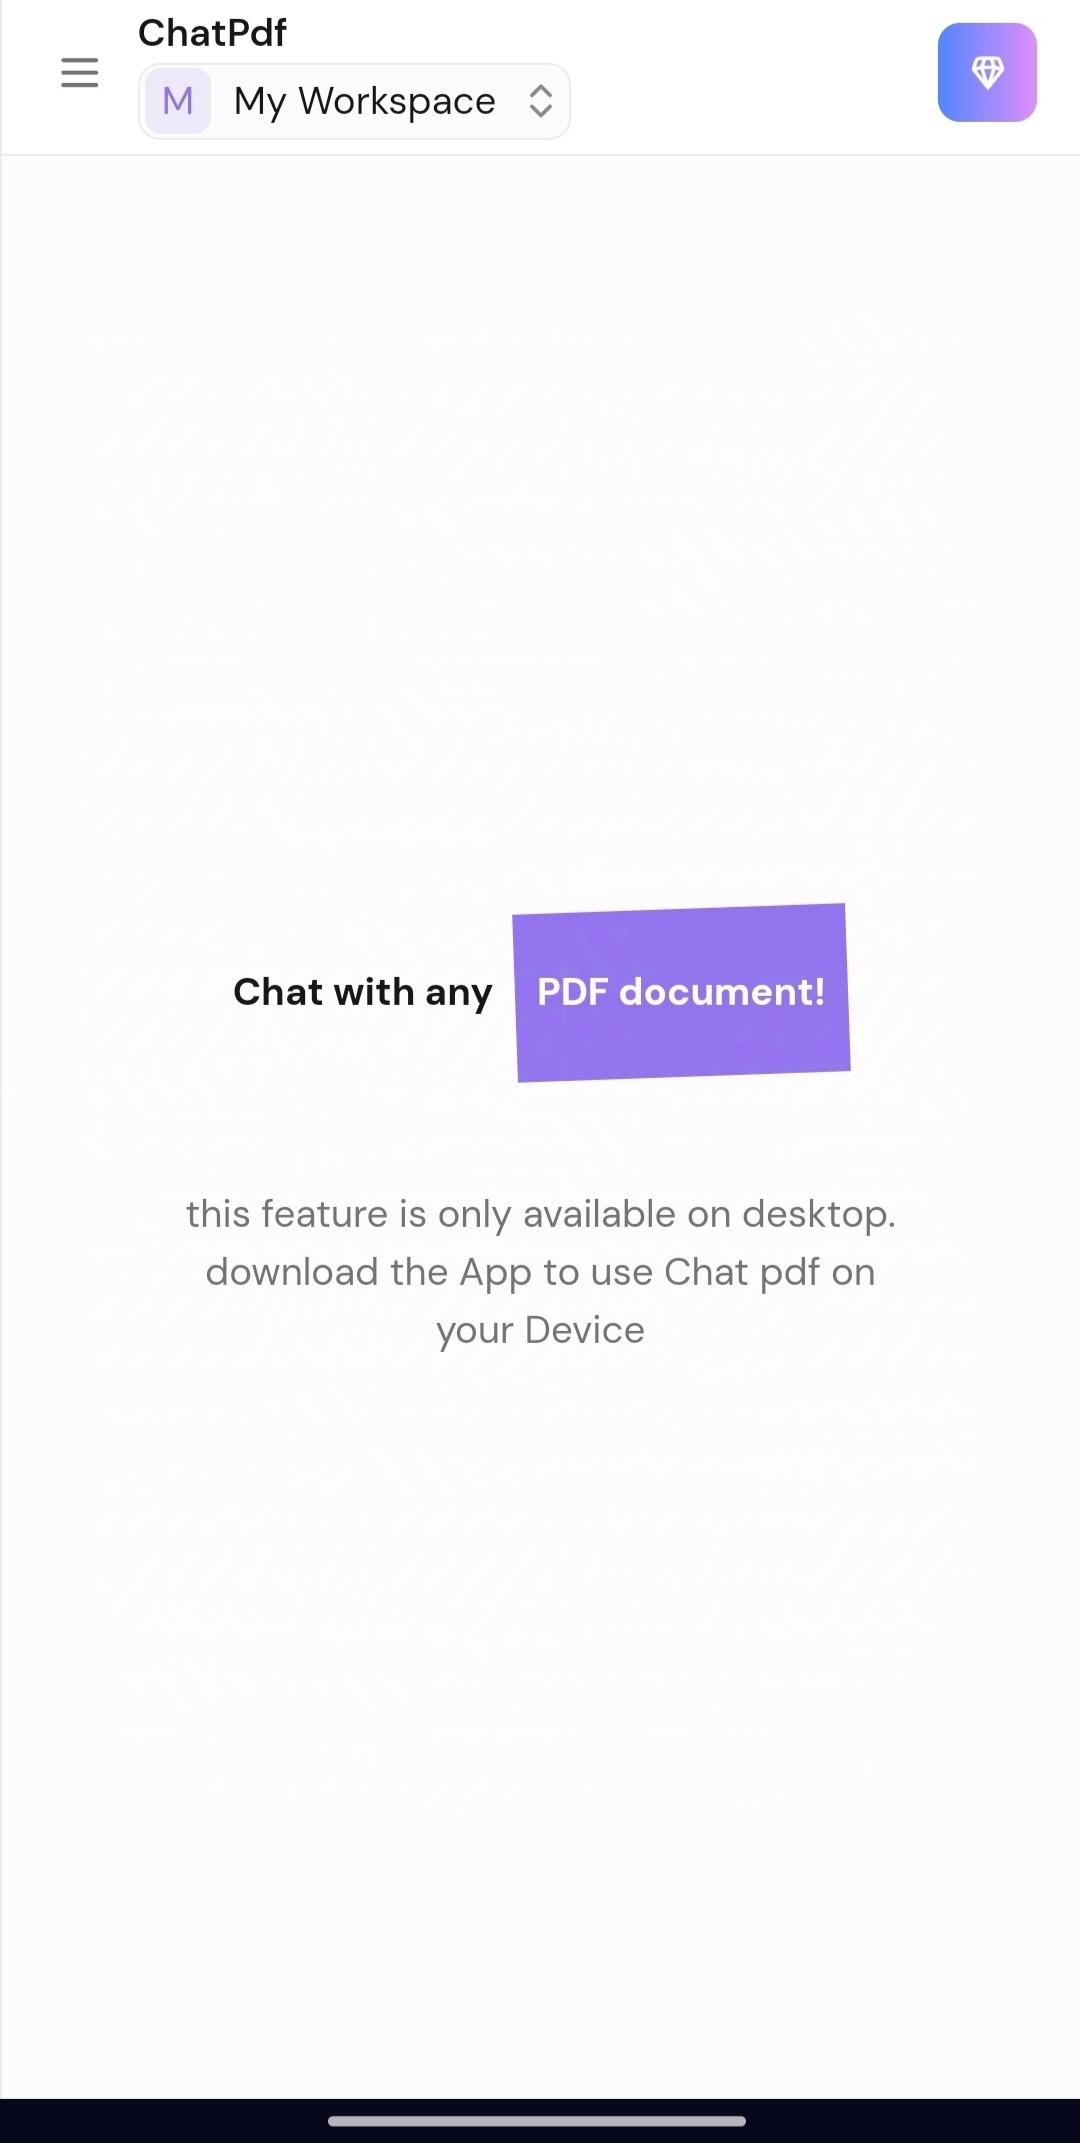 ChatPdf
M My Workspace
Chat with any PDF document!
this feature is only available on desktop.
download the App to use Chat pdf on
your Device